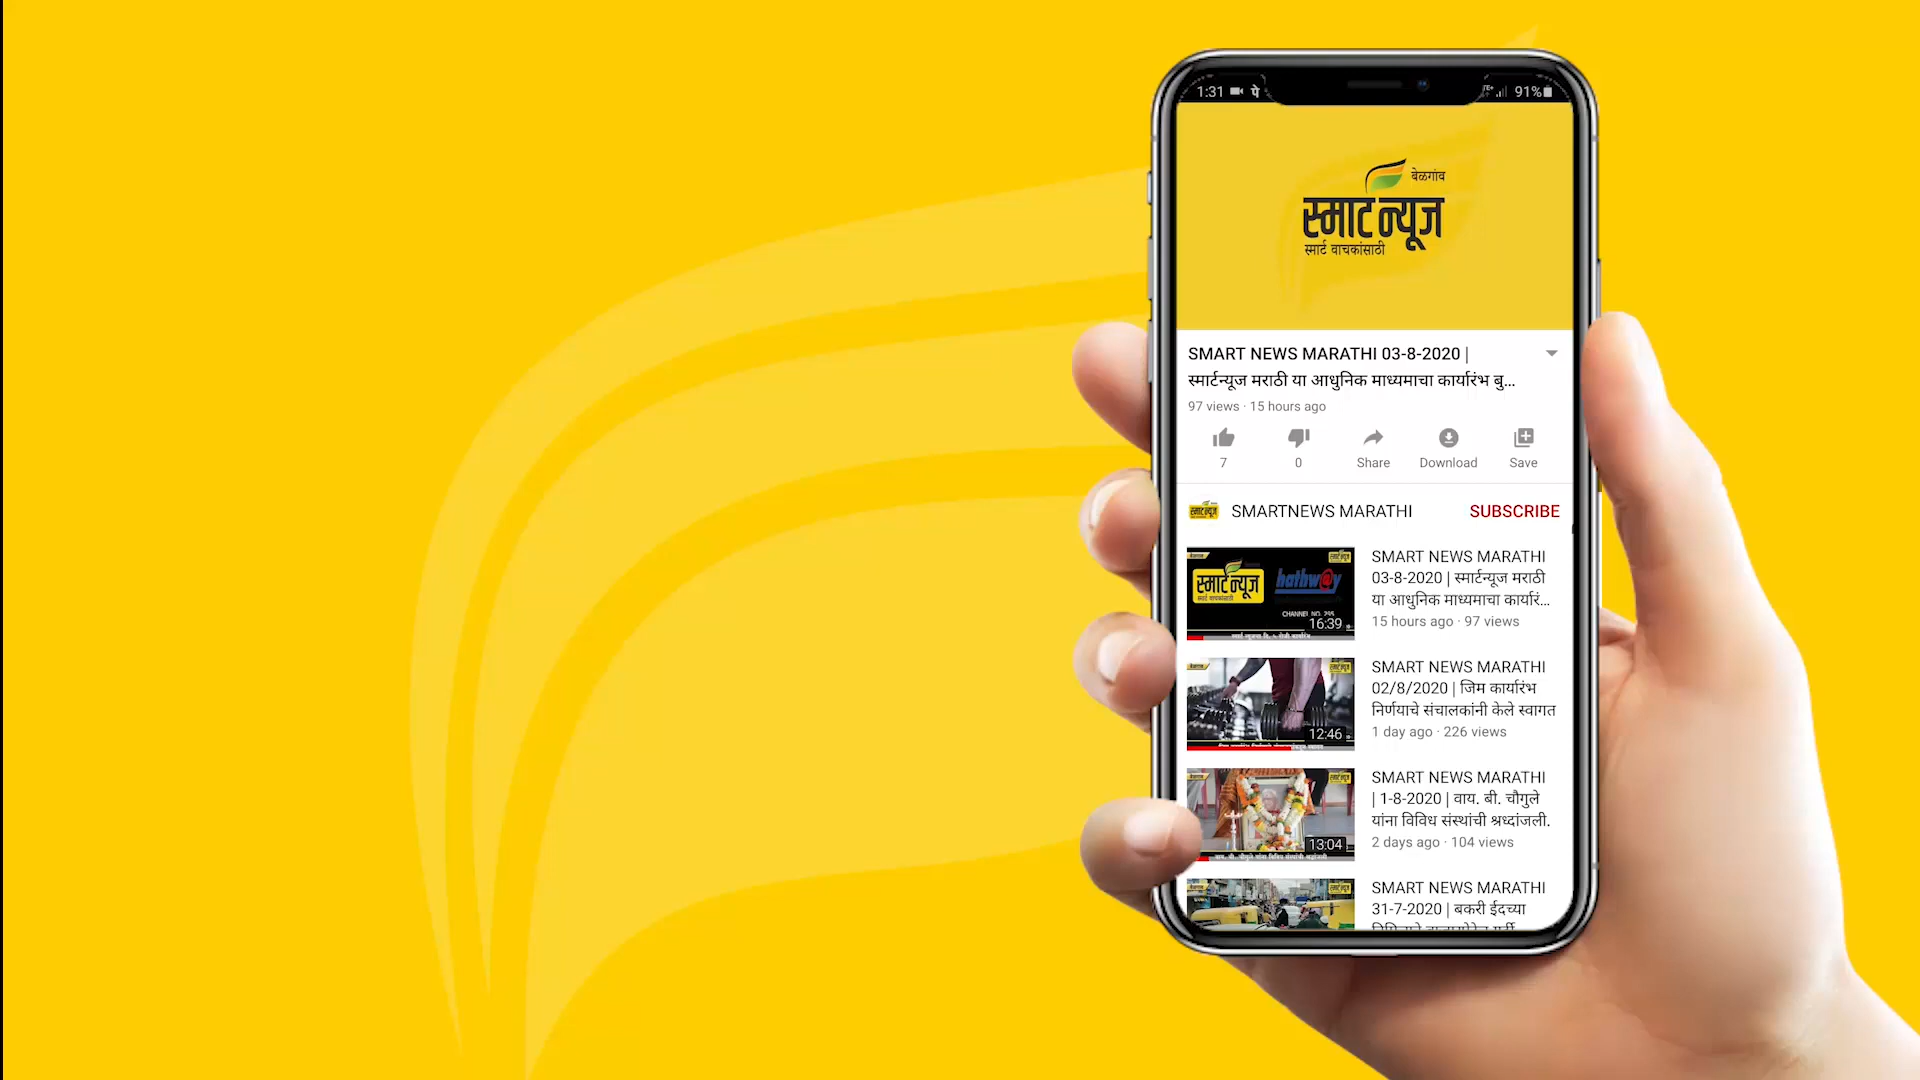 1:31 पे 91%
बेळगांव
स्मार्ट न्यूज
स्मार्ट वाचकांसाठी
SMART NEWS MARATHI 03-8-2020 |
स्मार्टन्यूज मराठी या आधुनिक माध्यमाचा कार्यारंभ बु...
97 views · 15 hours ago
7 0 Share Download Save
स्मार्ट न्यूज SMARTNEWS MARATHI SUBSCRIBE
स्मार्ट न्यूज hathw@y
CHANNEL NO. 295
16:39
SMART NEWS MARATHI
03-8-2020 | स्मार्टन्यूज मराठी
या आधुनिक माध्यमाचा कार्यारं...
15 hours ago · 97 views
12:46
SMART NEWS MARATHI
02/8/2020 | जिम कार्यारंभ
निर्णयाचे संचालकांनी केले स्वागत
1 day ago · 226 views
13:04
SMART NEWS MARATHI
| 1-8-2020 | वाय. बी. चौगुले
यांना विविध संस्थांची श्रध्दांजली.
2 days ago · 104 views
SMART NEWS MARATHI
31-7-2020 | बकरी ईदच्या